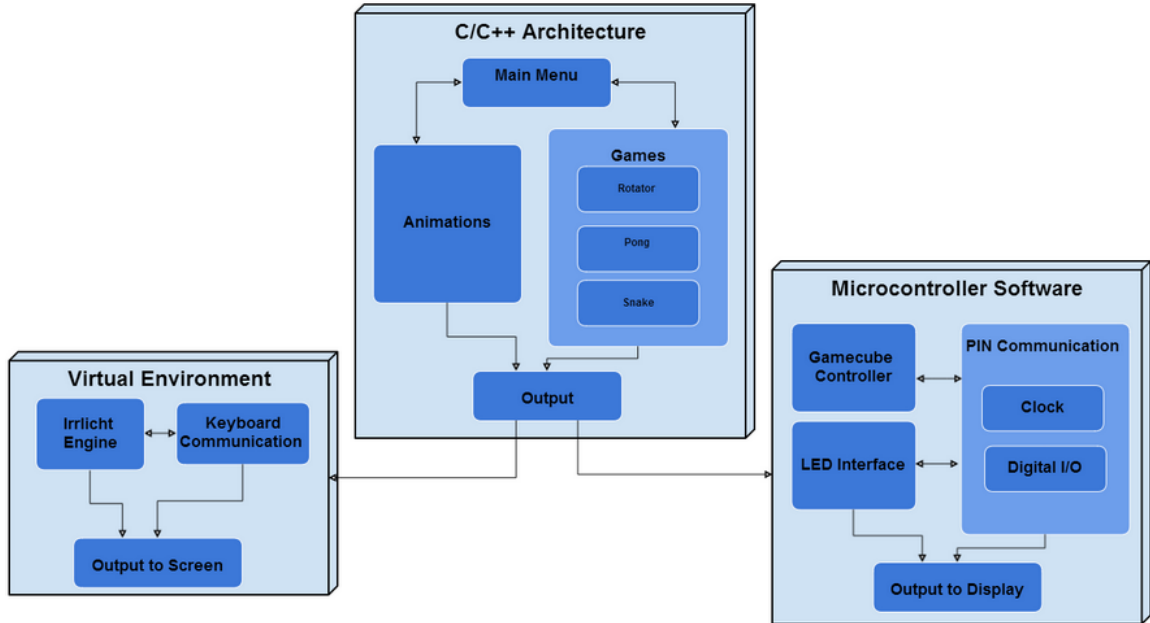 C/C++ Architecture
Main Menu
Animations
Games
Rotator
Pong
Snake
Output
Virtual Environment
Irrlicht
Engine
Keyboard
Communication
Output to Screen
Microcontroller Software
Gamecube
Controller
LED Interface
PIN Communication
Clock
Digital I/O
Output to Display